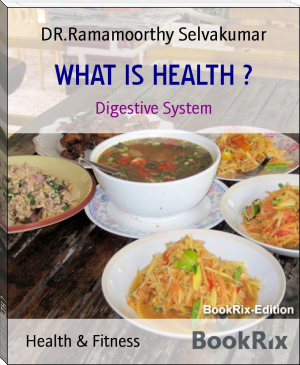 DR.Ramamoorthy Selvakumar
WHAT IS HEALTH ?
Digestive System
BookRix-Edition
Health & Fitness
BookRix